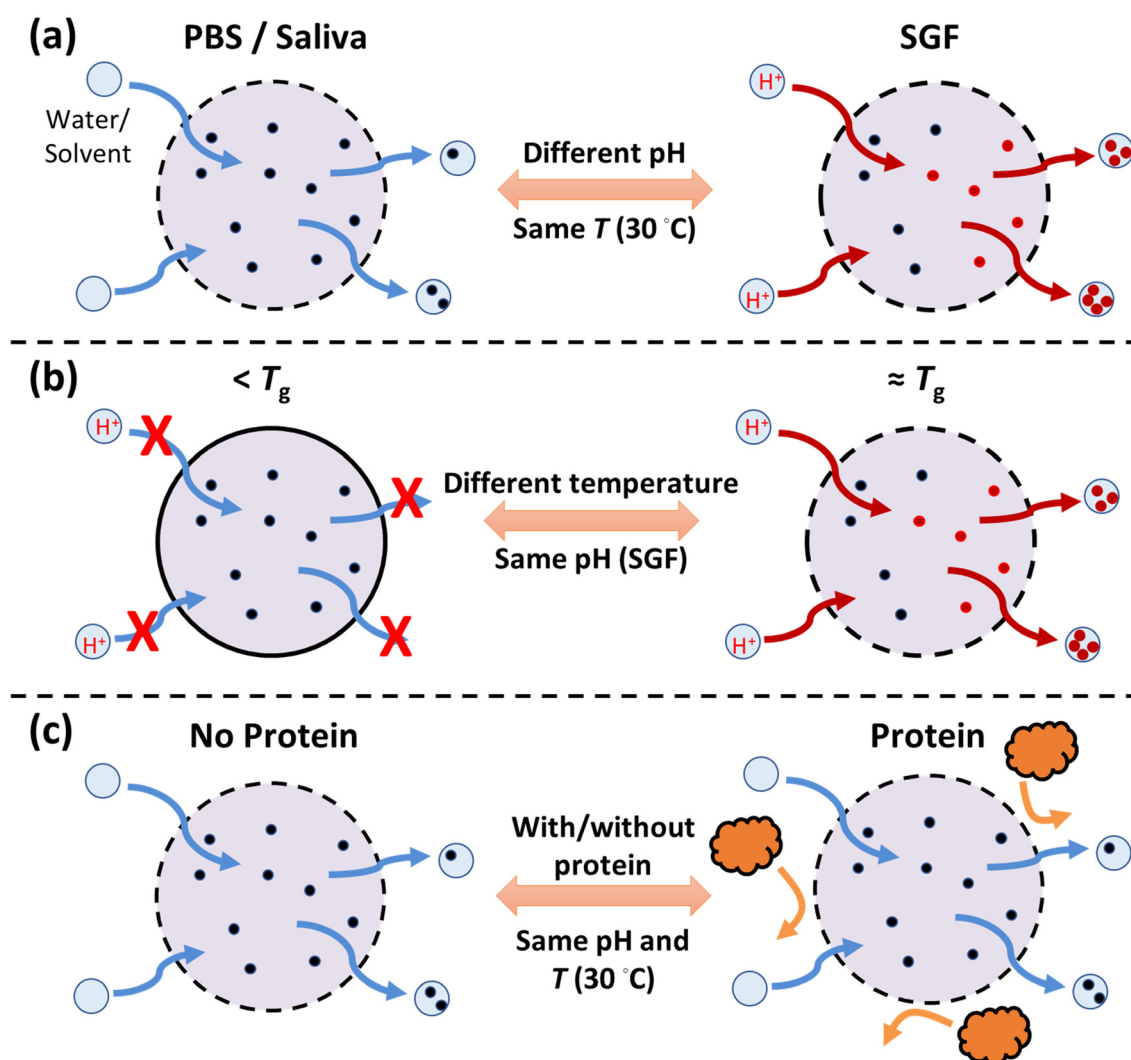 (a)
PBS / Saliva
SGF
Water/
Solvent
H+
H+
Different pH
Same T (30 °C)
(b)
< Tg
≈ Tg
H+
H+
H+
H+
X
X
X
X
Different temperature
Same pH (SGF)
(c)
No Protein
Protein
With/without
protein
Same pH and
T (30 °C)